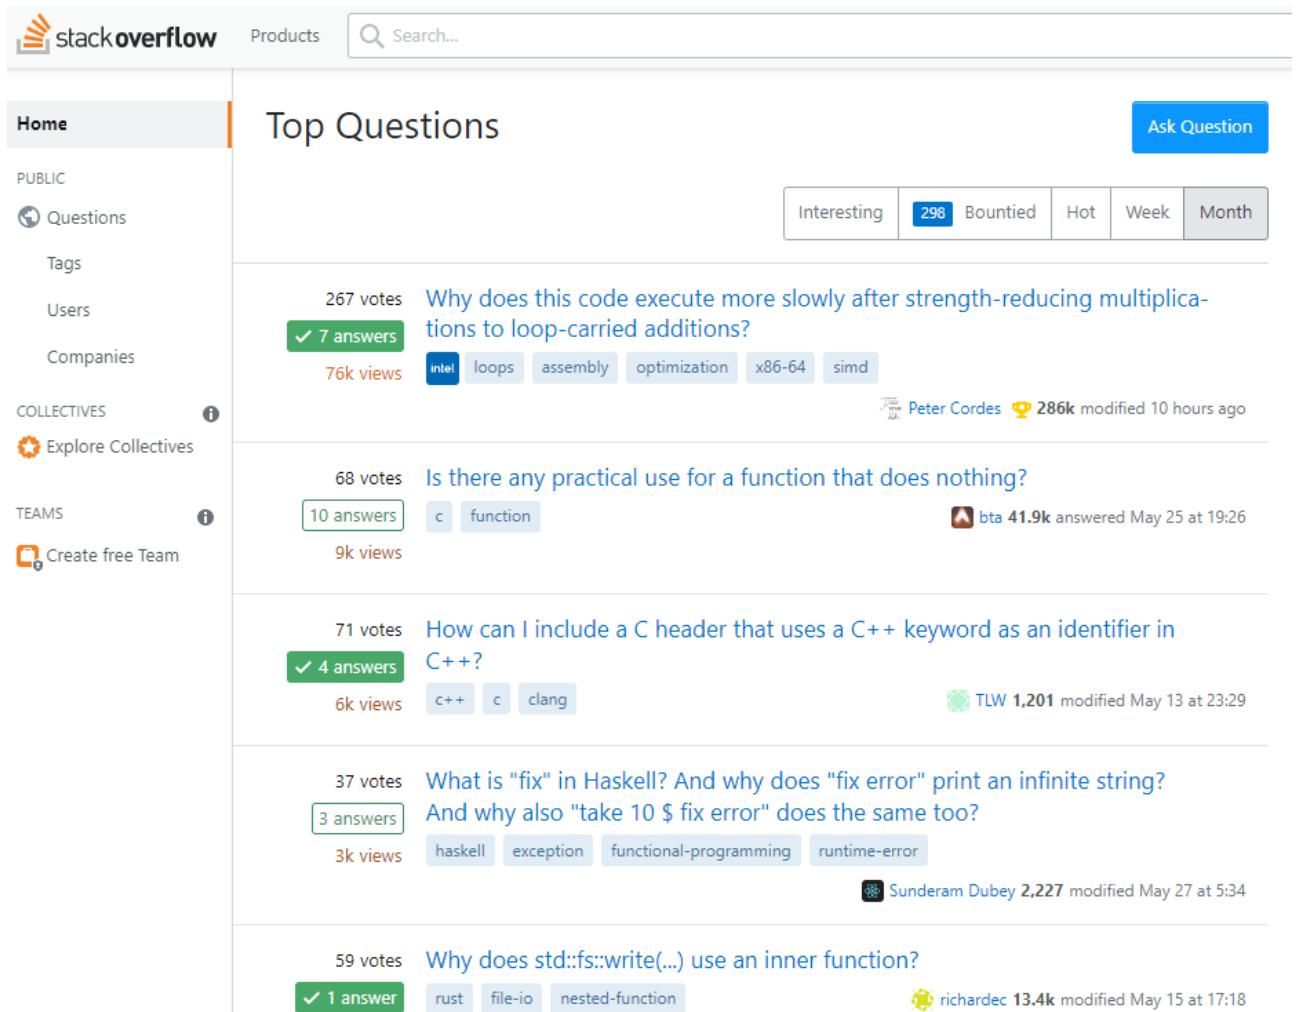 stackoverflow Products Search...
Home
PUBLIC
Questions
Tags
Users
Companies
COLLECTIVES
Explore Collectives
TEAMS
Create free Team
Top Questions
Ask Question
Interesting 298 Bountied Hot Week Month
267 votes
7 answers
76k views
Why does this code execute more slowly after strength-reducing multiplica-
tions to loop-carried additions?
intel loops assembly optimization x86-64 simd
Peter Cordes 286k modified 10 hours ago
68 votes
10 answers
9k views
Is there any practical use for a function that does nothing?
c function
bta 41.9k answered May 25 at 19:26
71 votes
4 answers
6k views
How can I include a C header that uses a C++ keyword as an identifier in
C++?
c++ c clang
TLW 1,201 modified May 13 at 23:29
37 votes
3 answers
3k views
What is "fix" in Haskell? And why does "fix error" print an infinite string?
And why also "take 10 $ fix error" does the same too?
haskell exception functional-programming runtime-error
Sunderam Dubey 2,227 modified May 27 at 5:34
59 votes
1 answer
Why does std::fs::write(...) use an inner function?
rust file-io nested-function
richardec 13.4k modified May 15 at 17:18